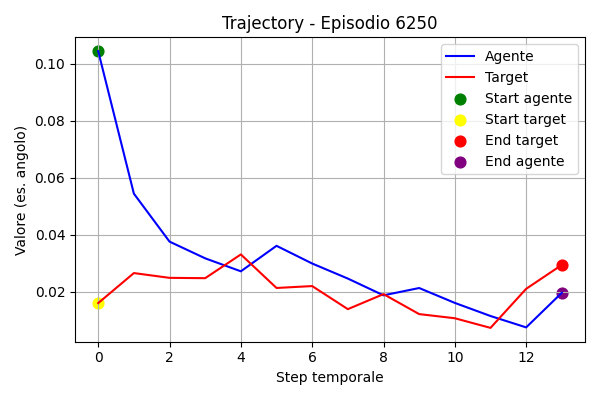 Trajectory - Episodio 6250
Valore (es. angolo)
0.10
0.08
0.06
0.04
0.02
0
2
4
6
8
10
12
Step temporale
Agente
Target
Start agente
Start target
End target
End agente